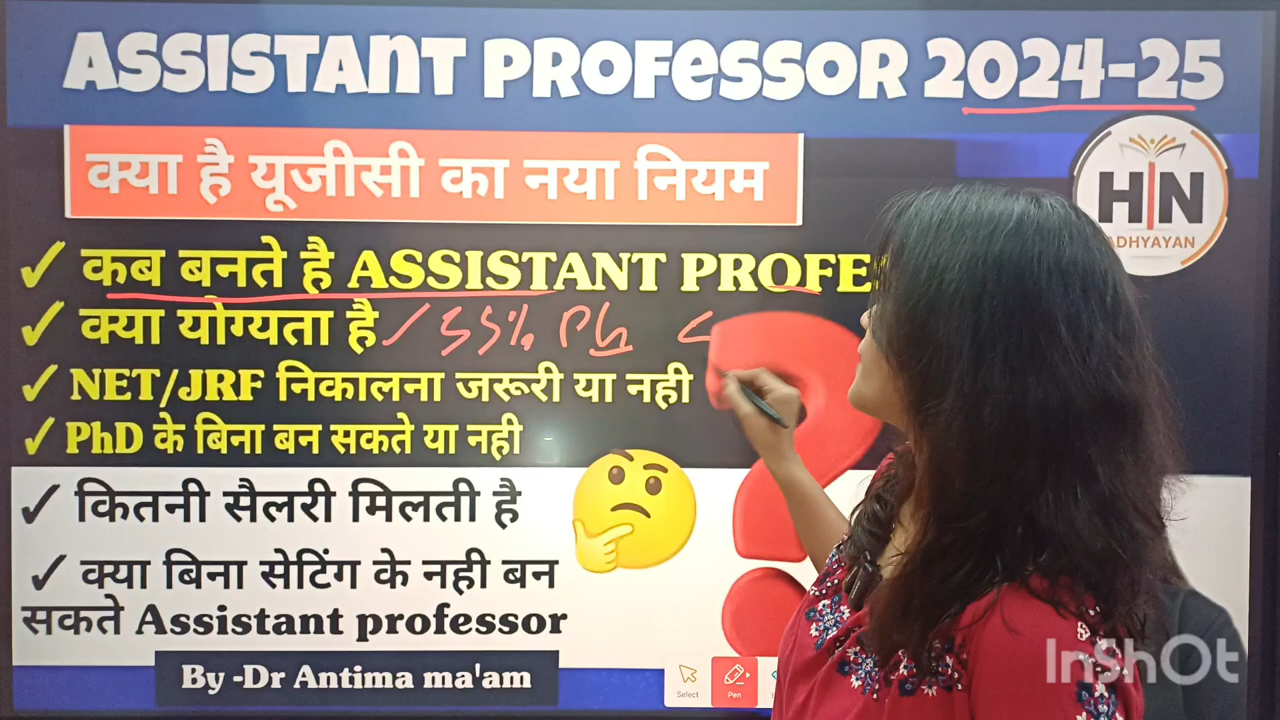 ASSISTANT PROFESSOR 2024-25
क्या है यूजीसी का नया नियम
H|N
ADHYAYAN
✓ कब बनते है ASSISTANT PROFE
✓ क्या योग्यता है ✓ 55% Ph
✓ NET/JRF निकालना जरूरी या नही
✓ PhD के बिना बन सकते या नही
✓ कितनी सैलरी मिलती है
✓ क्या बिना सेटिंग के नही बन
सकते Assistant professor
By -Dr Antima ma'am
Select
Pen
InShOt